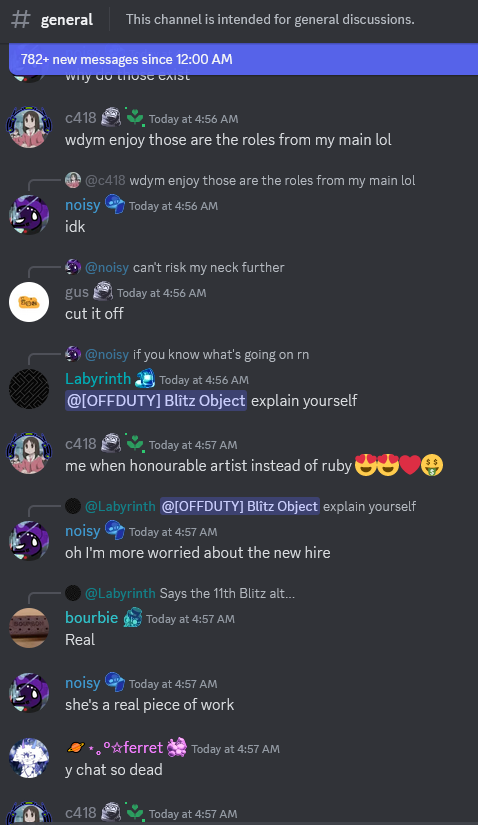 general
This channel is intended for general discussions.
782+ new messages since 12:00 AM
why do those exist
c418 Today at 4:56 AM
wdym enjoy those are the roles from my main lol
@c418 wdym enjoy those are the roles from my main lol
noisy Today at 4:56 AM
idk
@noisy can't risk my neck further
gus Today at 4:56 AM
cut it off
@noisy if you know what's going on rn
Labyrinth Today at 4:56 AM
@[OFFDUTY] Blîtz Object explain yourself
c418 Today at 4:57 AM
me when honourable artist instead of ruby 😍😍❤️🤑
@Labyrinth @[OFFDUTY] Blîtz Object explain yourself
noisy Today at 4:57 AM
oh I'm more worried about the new hire
@Labyrinth Says the 11th Blitz alt...
bourbie Today at 4:57 AM
Real
noisy Today at 4:57 AM
she's a real piece of work
🪐⋆｡°✩ferret Today at 4:57 AM
y chat so dead
c418 Today at 4:57 AM